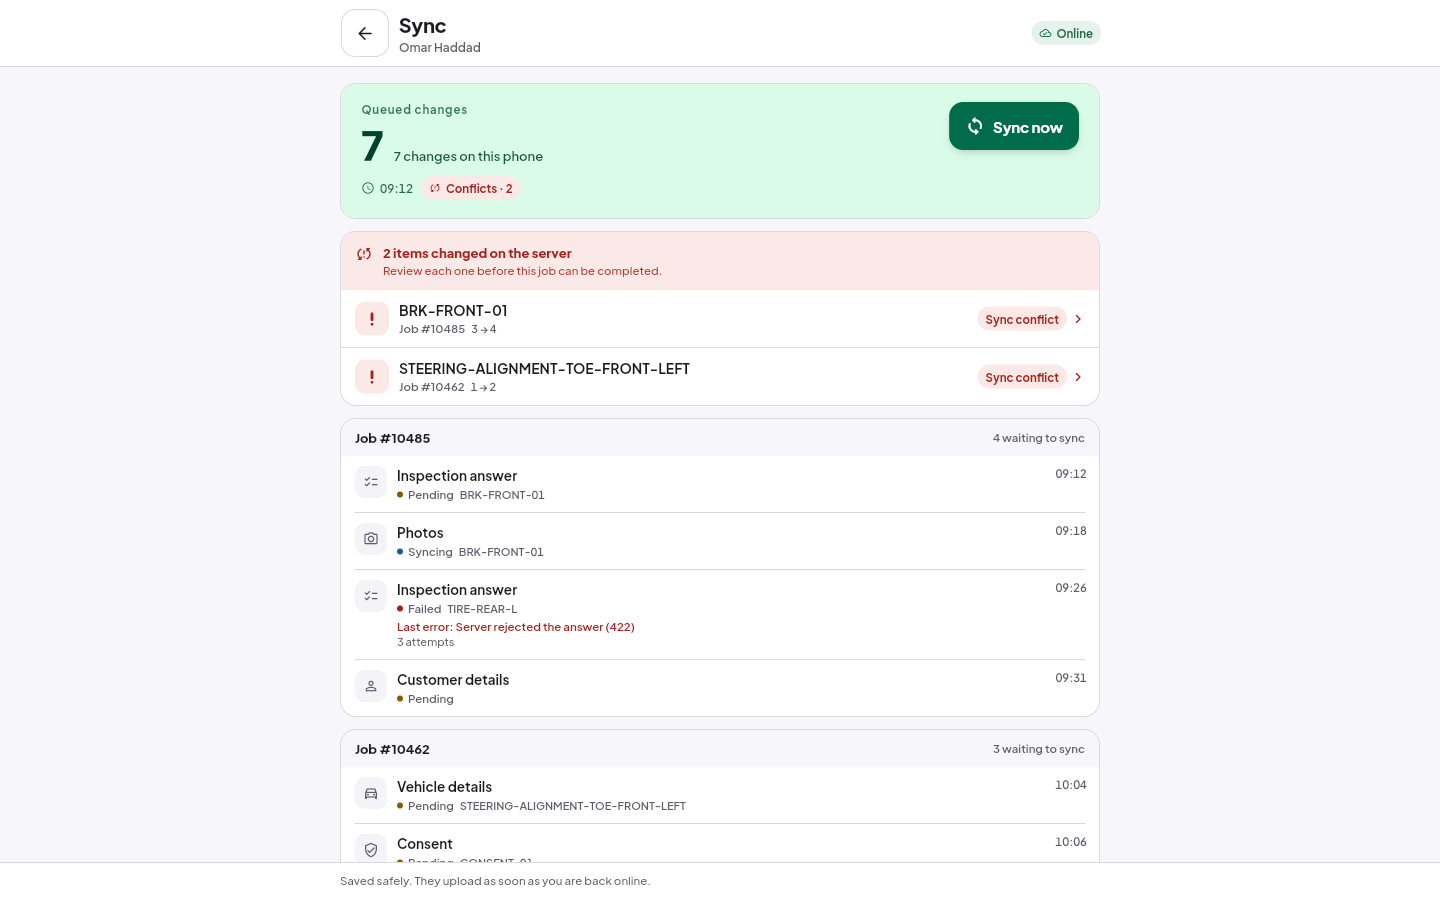 Sync
Omar Haddad
Online
Queued changes
7 7 changes on this phone
Sync now
09:12 Conflicts · 2
2 items changed on the server
Review each one before this job can be completed.
BRK-FRONT-01
Job #10485 3 → 4
Sync conflict
STEERING-ALIGNMENT-TOE-FRONT-LEFT
Job #10462 1 → 2
Sync conflict
Job #10485 4 waiting to sync
Inspection answer 09:12
Pending BRK-FRONT-01
Photos 09:18
Syncing BRK-FRONT-01
Inspection answer 09:26
Failed TIRE-REAR-L
Last error: Server rejected the answer (422)
3 attempts
Customer details 09:31
Pending
Job #10462 3 waiting to sync
Vehicle details 10:04
Pending STEERING-ALIGNMENT-TOE-FRONT-LEFT
Consent 10:06
Pending CONSENT-01
Saved safely. They upload as soon as you are back online.